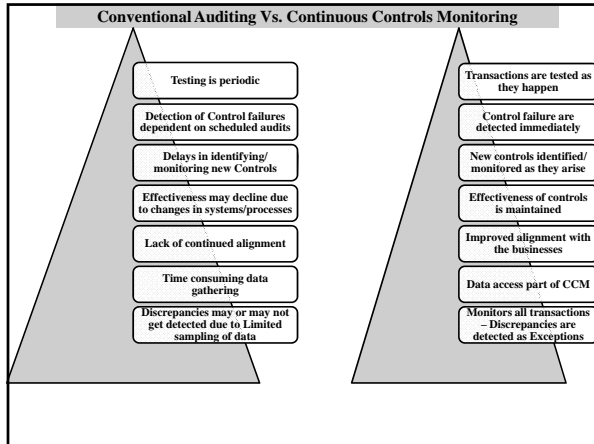 Conventional Auditing Vs. Continuous Controls Monitoring
Testing is periodic
Detection of Control failures
dependent on scheduled audits
Delays in identifying/
monitoring new Controls
Effectiveness may decline due
to changes in systems/processes
Lack of continued alignment
Time consuming data
gathering
Discrepancies may or may not
get detected due to Limited
sampling of data
Transactions are tested as
they happen
Control failure are
detected immediately
New controls identified/
monitored as they arise
Effectiveness of controls
is maintained
Improved alignment with
the businesses
Data access part of CCM
Monitors all transactions
– Discrepancies are
detected as Exceptions